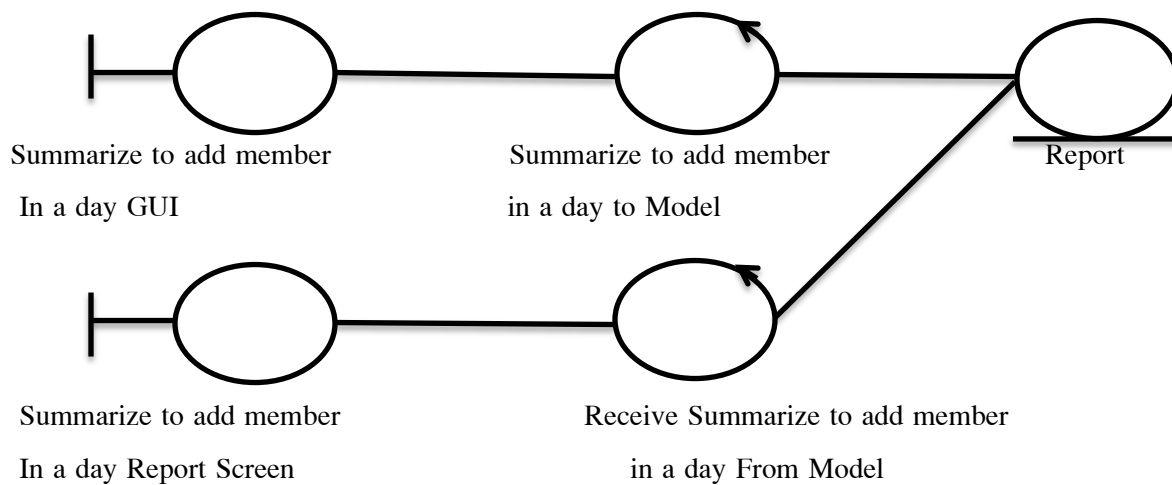 Summarize to add member
In a day GUI
Summarize to add member
in a day to Model
Report
Summarize to add member
In a day Report Screen
Receive Summarize to add member
in a day From Model